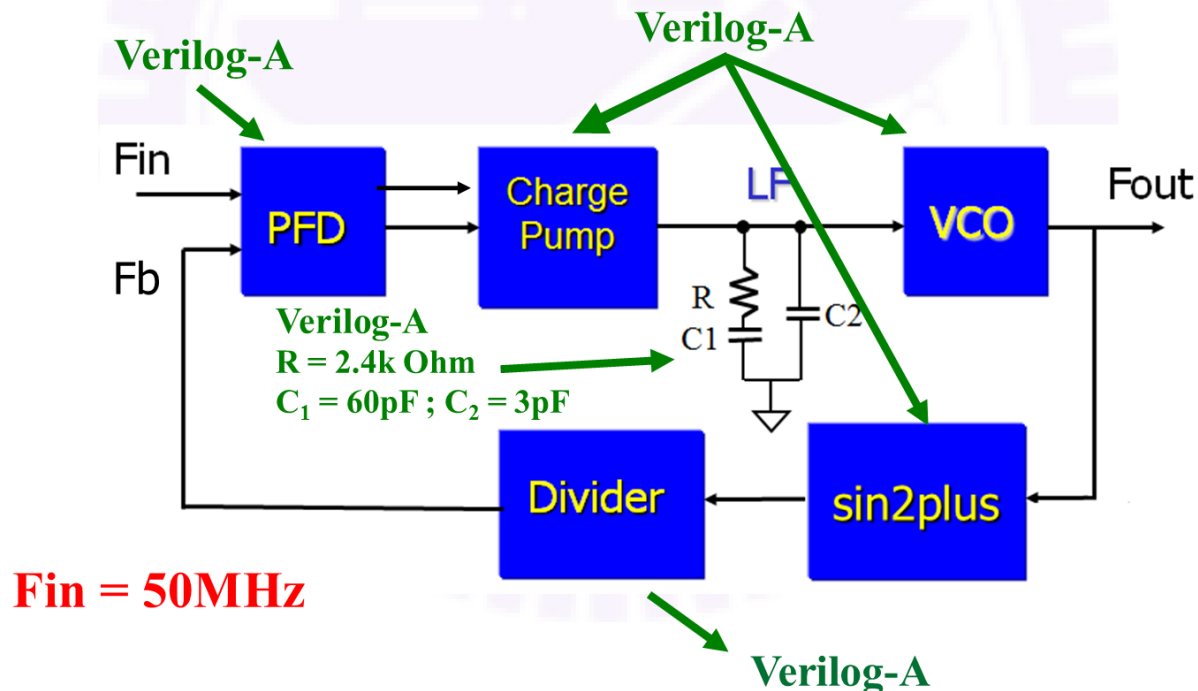 Verilog-A
Verilog-A
Fin
PFD
Charge
Pump
LF
VCO
Fout
Fb
R
C1
C2
Verilog-A
R = 2.4k Ohm
C₁ = 60pF ; C₂ = 3pF
Divider
sin2plus
Fin = 50MHz
Verilog-A